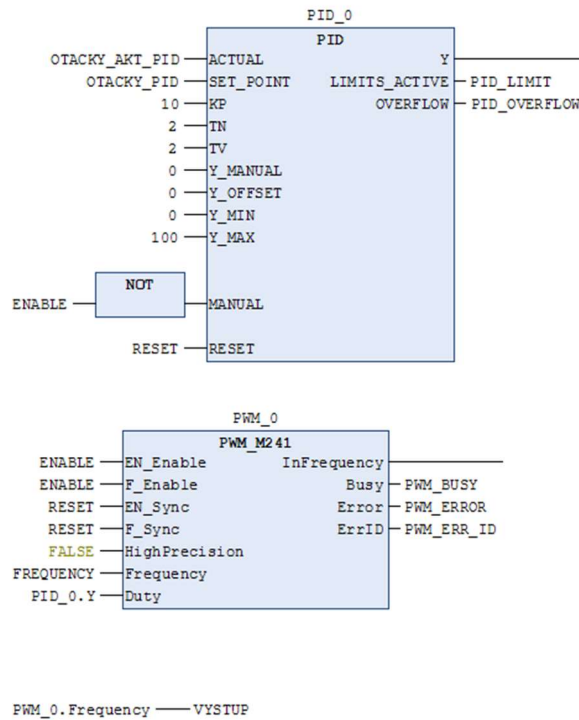 PID_0
PID
OTACKY_AKT_PID ACTUAL Y
OTACKY_PID SET_POINT LIMITS_ACTIVE PID_LIMIT
10 KP OVERFLOW PID_OVERFLOW
2 TN
2 TV
0 Y_MANUAL
0 Y_OFFSET
0 Y_MIN
100 Y_MAX
NOT
ENABLE MANUAL
RESET RESET
PWM_0
PWM_M241
ENABLE EN_Enable InFrequency
ENABLE F_Enable Busy PWM_BUSY
RESET EN_Sync Error PWM_ERROR
RESET F_Sync ErrID PWM_ERR_ID
FALSE HighPrecision
FREQUENCY Frequency
PID_0.Y Duty
PWM_0.Frequency VYSTUP